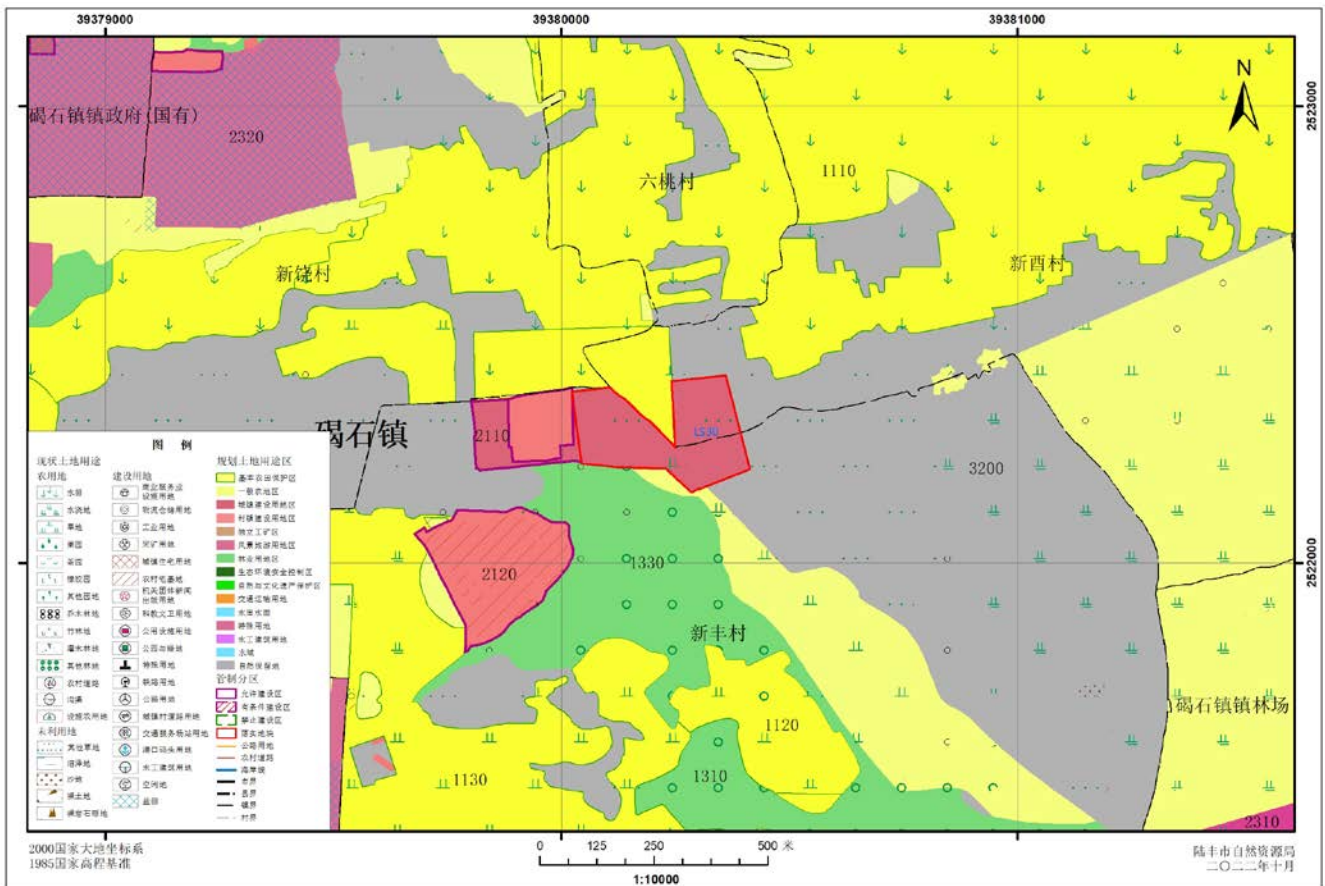 39379000
39380000
39381000
N
2523000
碣石镇镇政府(国有)
2320
六桃村
1110
新饶村
新酉村
碣石镇
2110
LS30
3200
2522000
2120
1330
新丰村
碣石镇镇林场
1120
1310
1130
2310
图 例
现状土地用途
农用地
水田
水浇地
旱地
果园
茶园
橡胶园
其他园地
乔木林地
竹林地
灌木林地
其他林地
农村道路
沟渠
设施农用地
未利用地
其他草地
沼泽地
沙地
裸土地
裸岩石砾地
建设用地
商业服务业
设施用地
物流仓储用地
工业用地
采矿用地
城镇住宅用地
农村宅基地
机关团体新闻
出版用地
科教文卫用地
公用设施用地
公园与绿地
特殊用地
铁路用地
公路用地
城镇村道路用地
交通服务场站用地
港口码头用地
水工建筑用地
空闲地
盐田
规划土地用途区
基本农田保护区
一般农地区
城镇建设用地区
村镇建设用地区
独立工矿区
风景旅游用地区
林业用地区
生态环境安全控制区
自然与文化遗产保护区
交通运输用地
水库水面
特殊用地
水工建筑用地
水域
自然保留地
管制分区
允许建设区
有条件建设区
禁止建设区
落实地块
公路用地
农村道路
海岸线
市界
县界
镇界
村界
2000国家大地坐标系
1985国家高程基准
0 125 250 500 米
1:10000
陆丰市自然资源局
二〇二二年十月